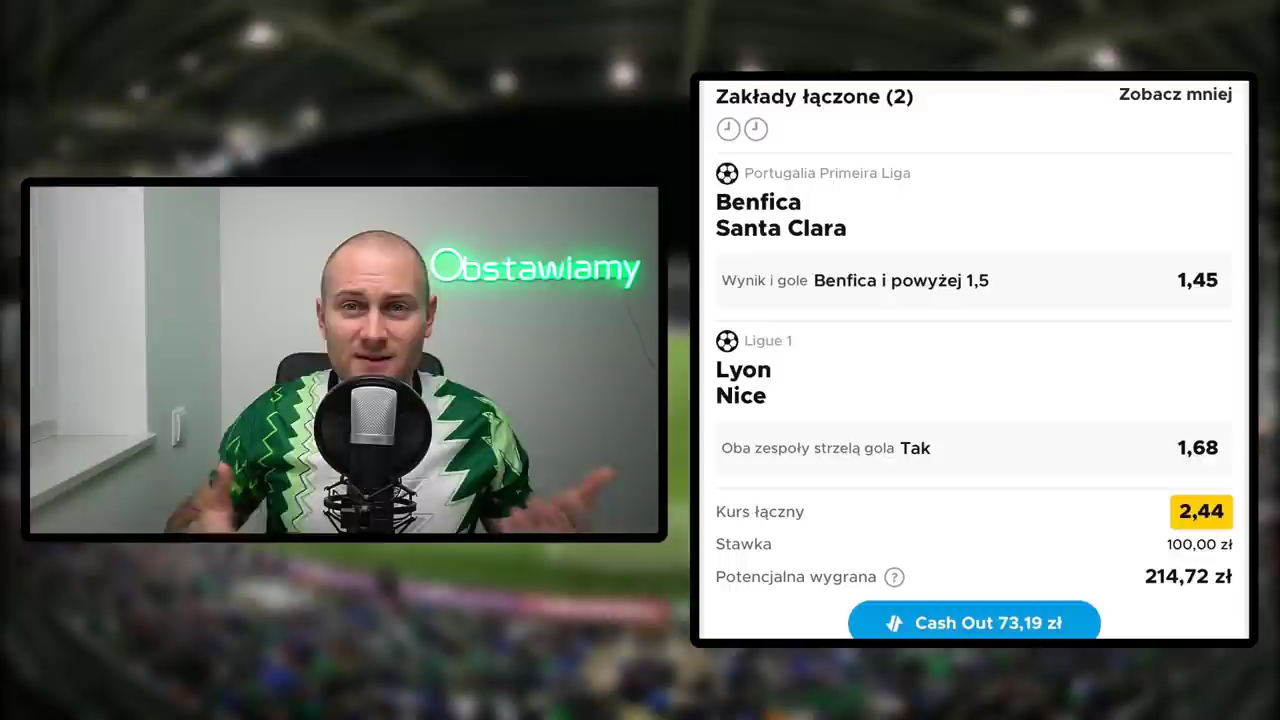 Obstawiamy
Zakłady łączone (2)
Zobacz mniej
Portugalia Primeira Liga
Benfica
Santa Clara
Wynik i gole Benfica i powyżej 1,5
1,45
Ligue 1
Lyon
Nice
Oba zespoły strzelą gola Tak
1,68
Kurs łączny
2,44
Stawka
100,00 zł
Potencjalna wygrana ?
214,72 zł
Cash Out 73,19 zł